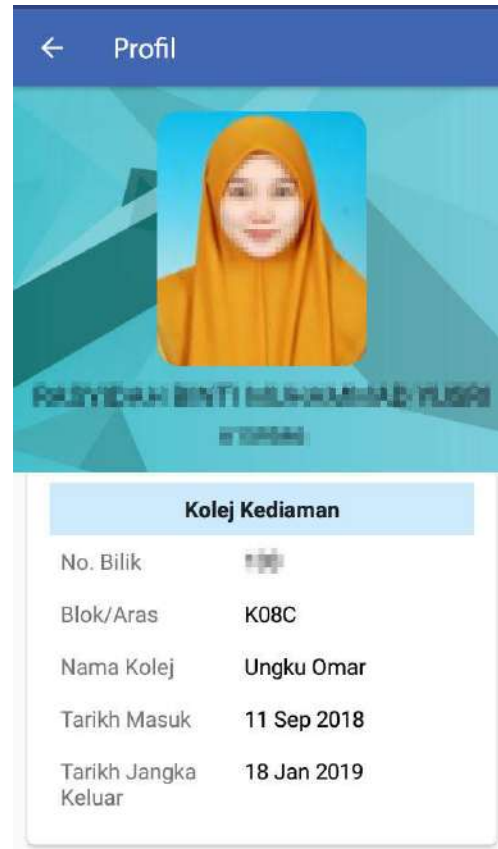 Profil
Kolej Kediaman
No. Bilik
Blok/Aras K08C
Nama Kolej Ungku Omar
Tarikh Masuk 11 Sep 2018
Tarikh Jangka 18 Jan 2019
Keluar